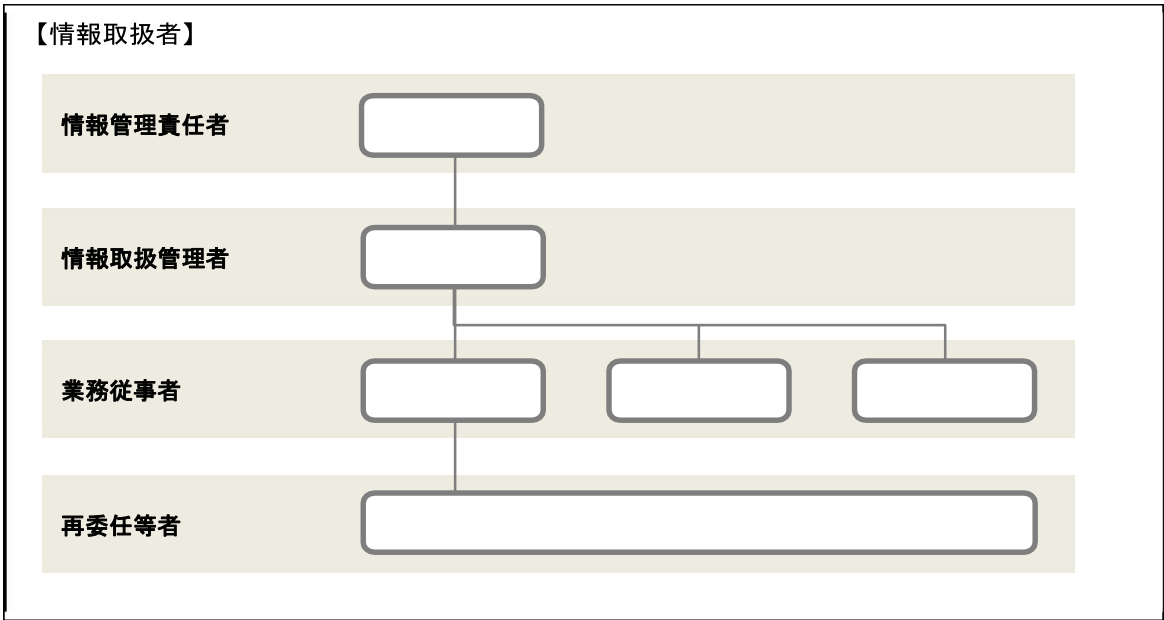 【情報取扱者】
情報管理責任者
情報取扱管理者
業務従事者
再委任等者